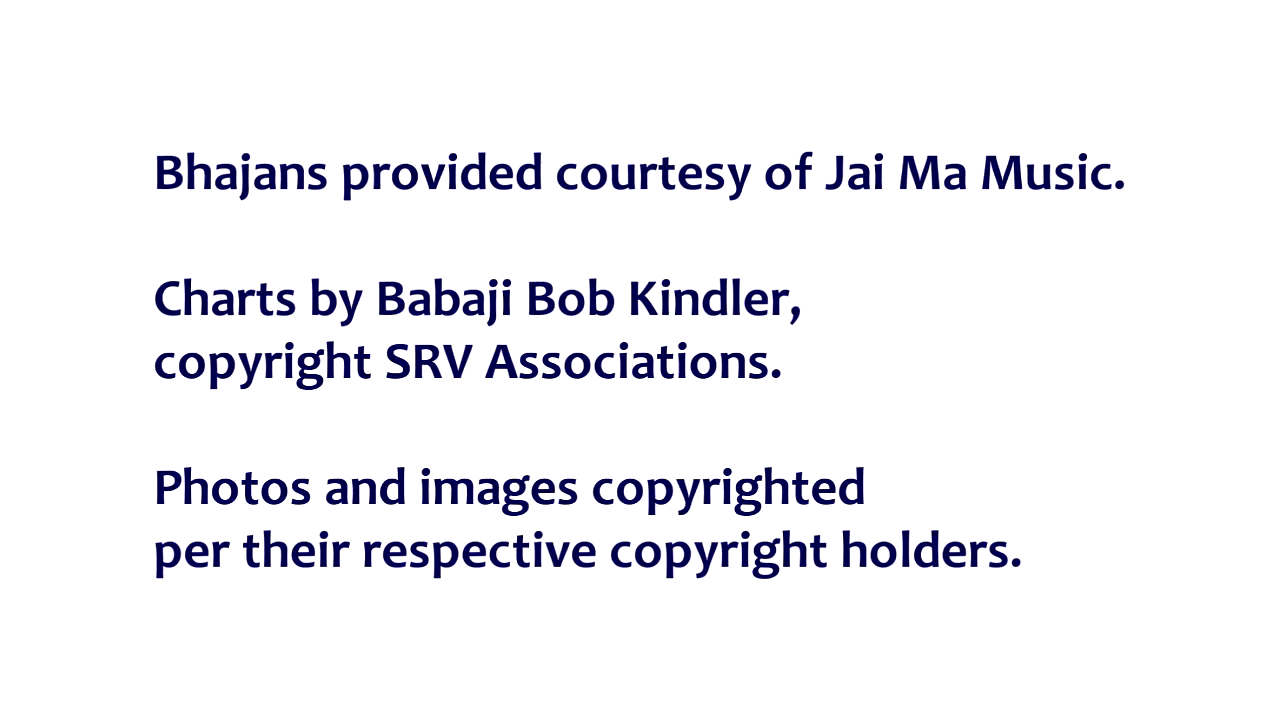 Bhajans provided courtesy of Jai Ma Music.
Charts by Babaji Bob Kindler,
copyright SRV Associations.
Photos and images copyrighted
per their respective copyright holders.